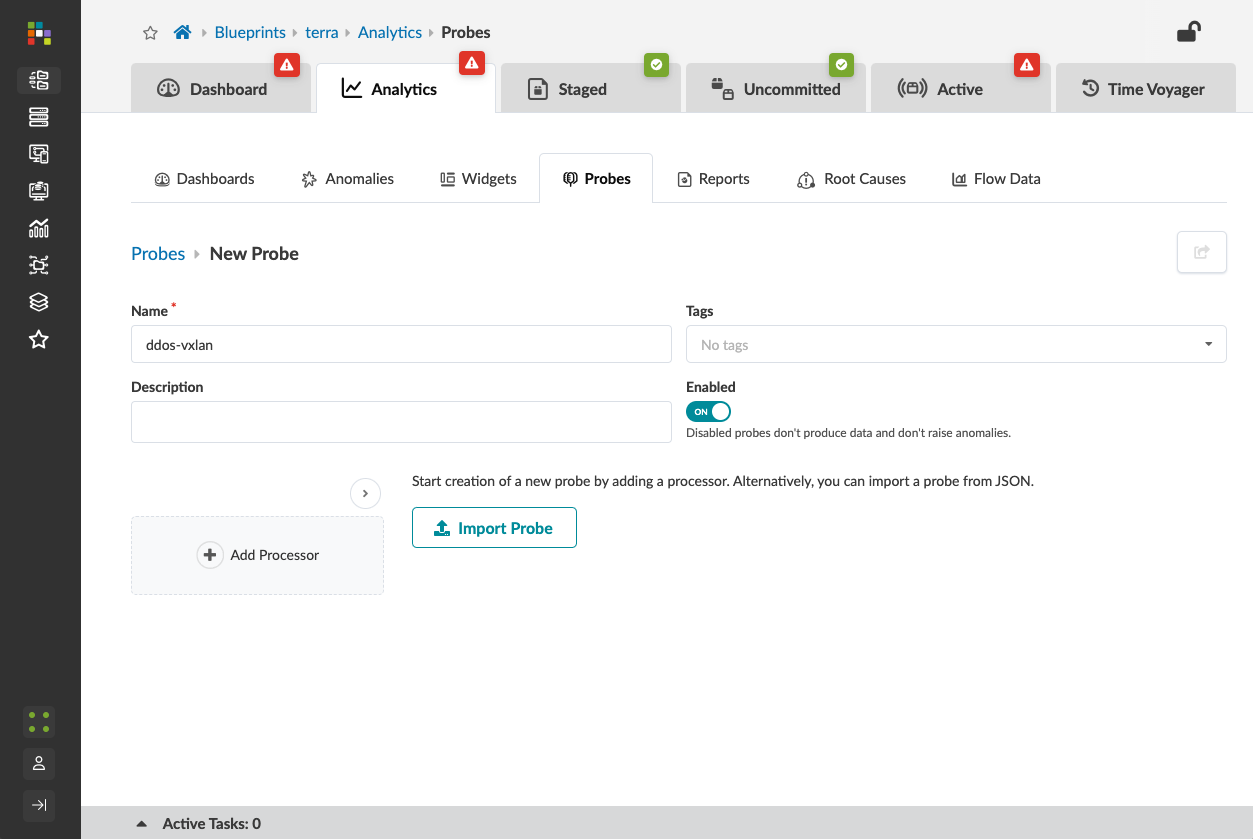 Blueprints terra Analytics Probes
Dashboard Analytics Staged Uncommitted Active Time Voyager
Dashboards Anomalies Widgets Probes Reports Root Causes Flow Data
Probes New Probe
Name * Tags
ddos-vxlan No tags
Description Enabled
ON
Disabled probes don't produce data and don't raise anomalies.
Start creation of a new probe by adding a processor. Alternatively, you can import a probe from JSON.
Import Probe
Add Processor
Active Tasks: 0